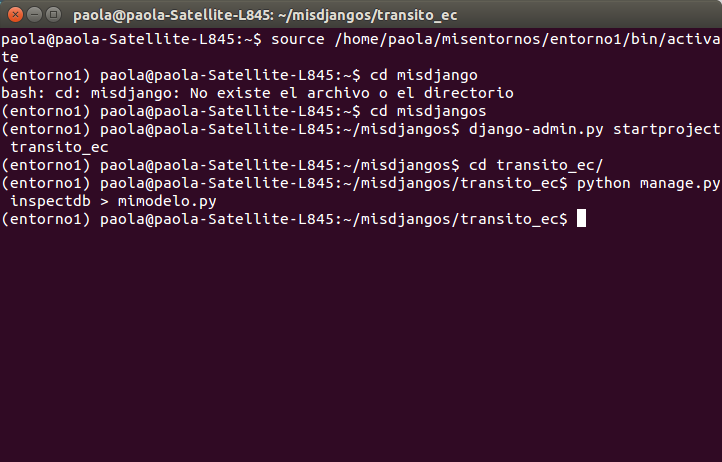 paola@paola-Satellite-L845: ~/misdjangos/transito_ec
paola@paola-Satellite-L845:~$ source /home/paola/misentornos/entorno1/bin/activa
te
(entorno1) paola@paola-Satellite-L845:~$ cd misdjango
bash: cd: misdjango: No existe el archivo o el directorio
(entorno1) paola@paola-Satellite-L845:~$ cd misdjangos
(entorno1) paola@paola-Satellite-L845:~/misdjangos$ django-admin.py startproject
 transito_ec
(entorno1) paola@paola-Satellite-L845:~/misdjangos$ cd transito_ec/
(entorno1) paola@paola-Satellite-L845:~/misdjangos/transito_ec$ python manage.py
 inspectdb > mimodelo.py
(entorno1) paola@paola-Satellite-L845:~/misdjangos/transito_ec$